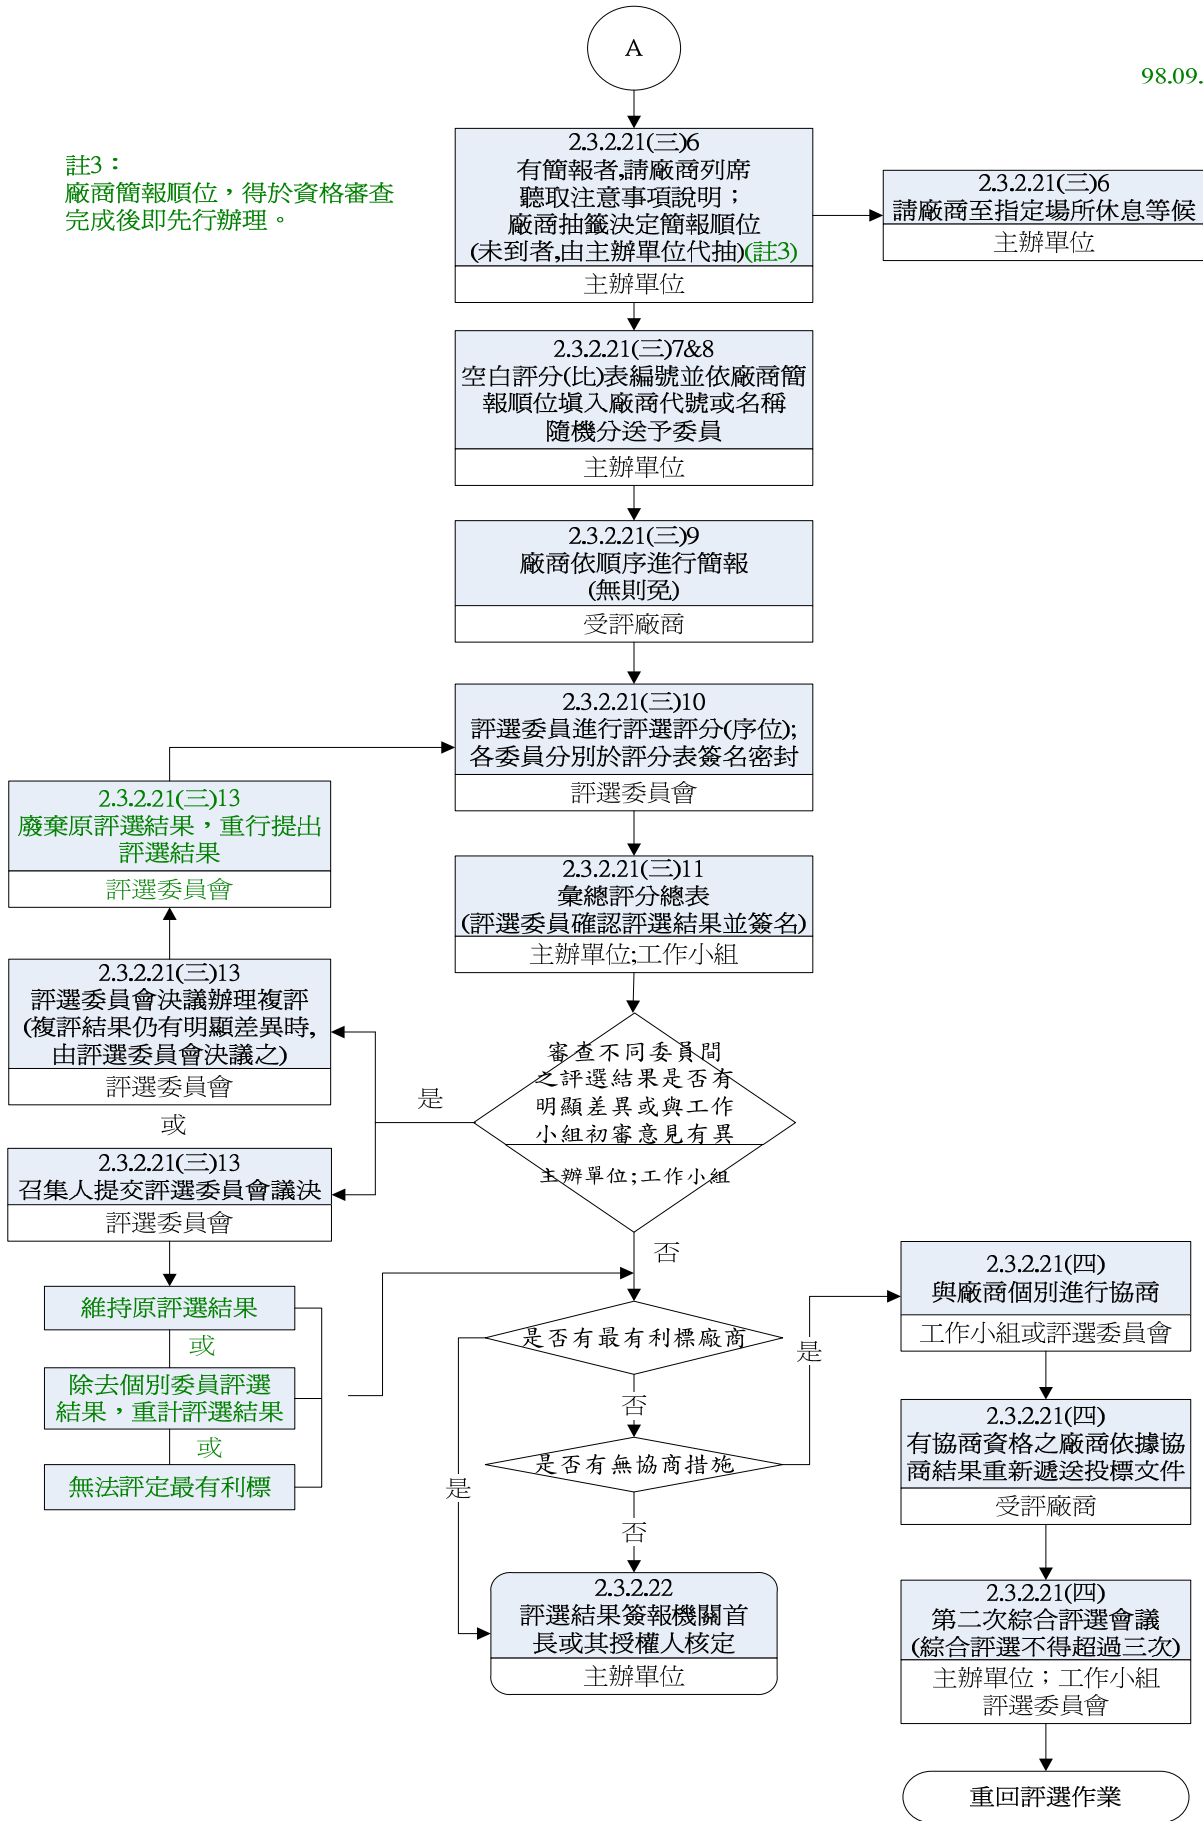 A
98.09.
註3：
廠商簡報順位，得於資格審查
完成後即先行辦理。
2.3.2.21(三)6
有簡報者,請廠商列席
聽取注意事項說明；
廠商抽籤決定簡報順位
(未到者,由主辦單位代抽)(註3)
主辦單位
2.3.2.21(三)6
請廠商至指定場所休息等候
主辦單位
2.3.2.21(三)7&8
空白評分(比)表編號並依廠商簡
報順位填入廠商代號或名稱
隨機分送予委員
主辦單位
2.3.2.21(三)9
廠商依順序進行簡報
(無則免)
受評廠商
2.3.2.21(三)10
評選委員進行評選評分(序位);
各委員分別於評分表簽名密封
評選委員會
2.3.2.21(三)13
廢棄原評選結果，重行提出
評選結果
評選委員會
2.3.2.21(三)11
彙總評分總表
(評選委員確認評選結果並簽名)
主辦單位;工作小組
2.3.2.21(三)13
評選委員會決議辦理複評
(複評結果仍有明顯差異時,
由評選委員會決議之)
評選委員會
或
審查不同委員間
之評選結果是否有
明顯差異或與工作
小組初審意見有異
主辦單位;工作小組
是
否
2.3.2.21(三)13
召集人提交評選委員會議決
評選委員會
維持原評選結果
或
除去個別委員評選
結果，重計評選結果
或
無法評定最有利標
是否有最有利標廠商
是
否
是否有無協商措施
是
否
2.3.2.22
評選結果簽報機關首
長或其授權人核定
主辦單位
2.3.2.21(四)
與廠商個別進行協商
工作小組或評選委員會
2.3.2.21(四)
有協商資格之廠商依據協
商結果重新遞送投標文件
受評廠商
2.3.2.21(四)
第二次綜合評選會議
(綜合評選不得超過三次)
主辦單位；工作小組
評選委員會
重回評選作業